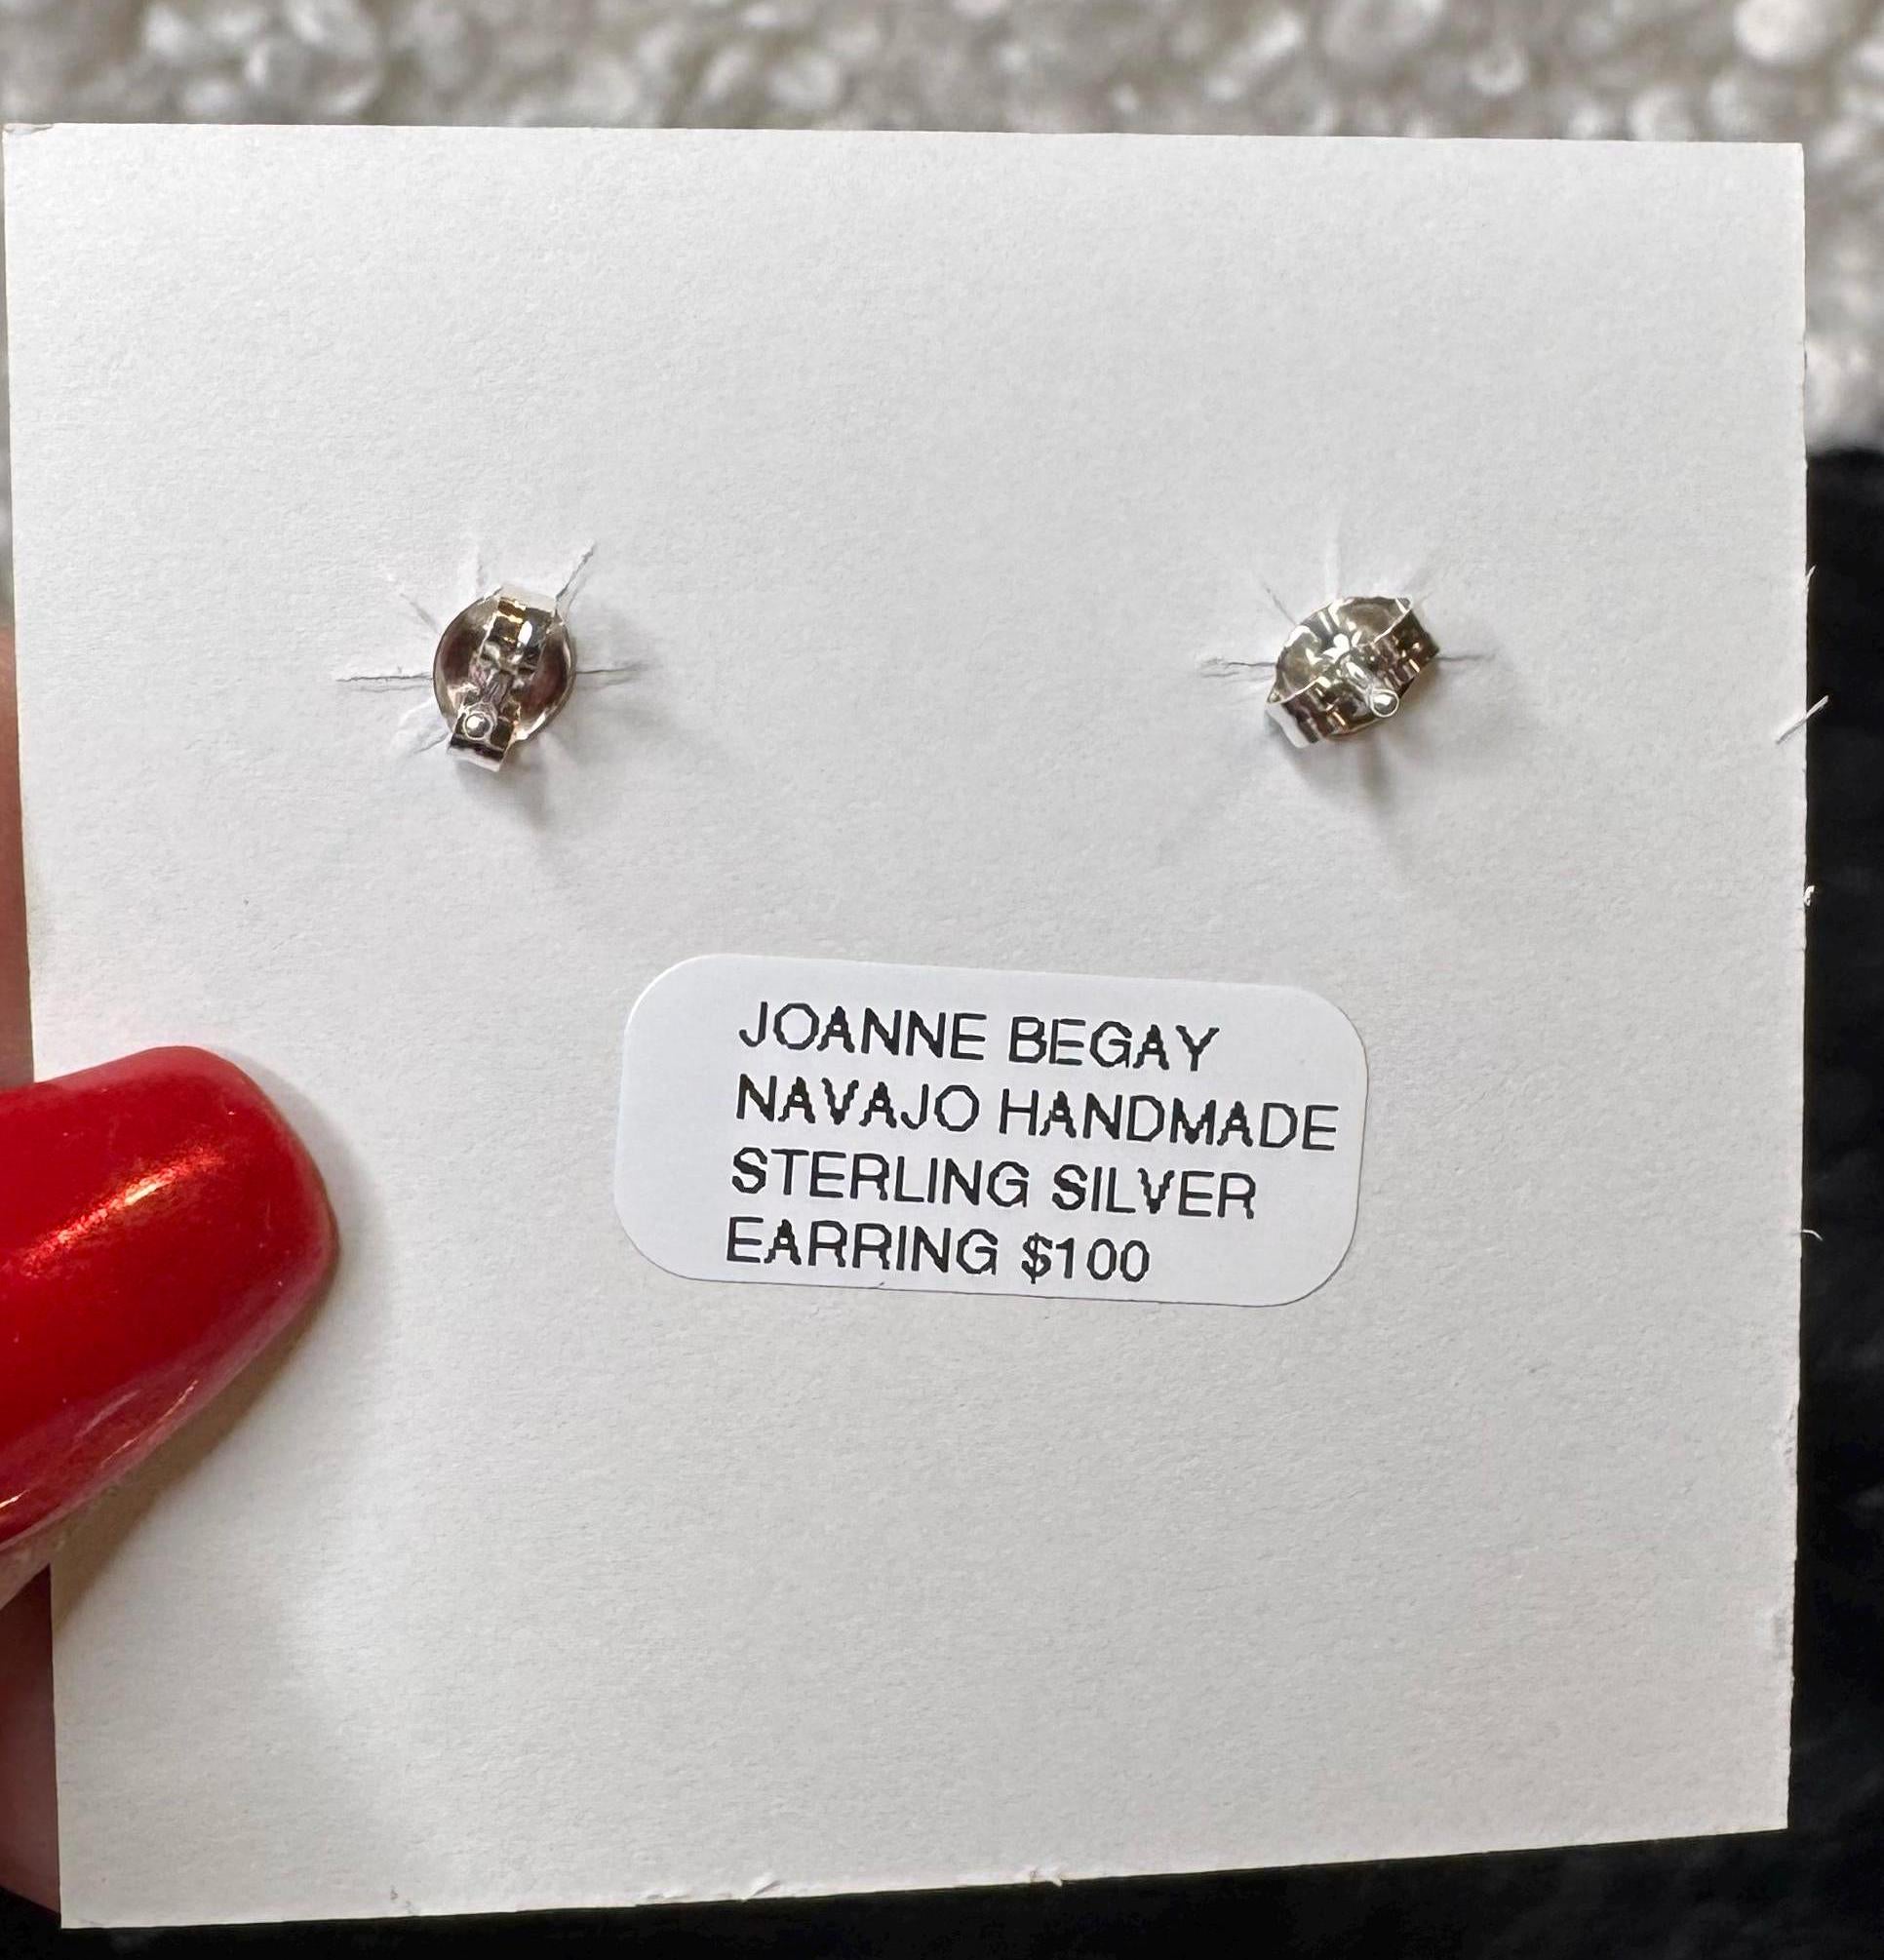 JOANNE BEGAY
NAVAJO HANDMADE
STERLING SILVER
EARRING $100